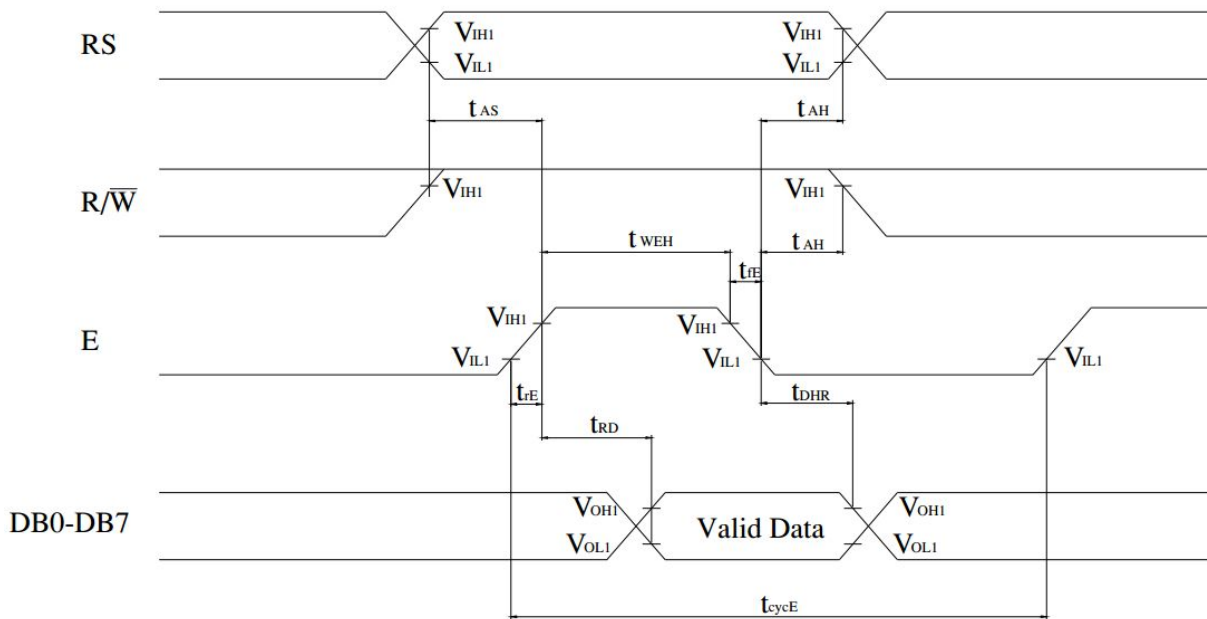 RS VIH1 VIH1
VIL1 VIL1
tAS tAH
R/W̅ VIH1 VIH1
tWEH tAH
tfE
E VIH1 VIH1
VIL1 VIL1 VIL1
trE tDHR
tRD
DB0-DB7 VOH1 Valid Data VOH1
VOL1 VOL1
tcycE